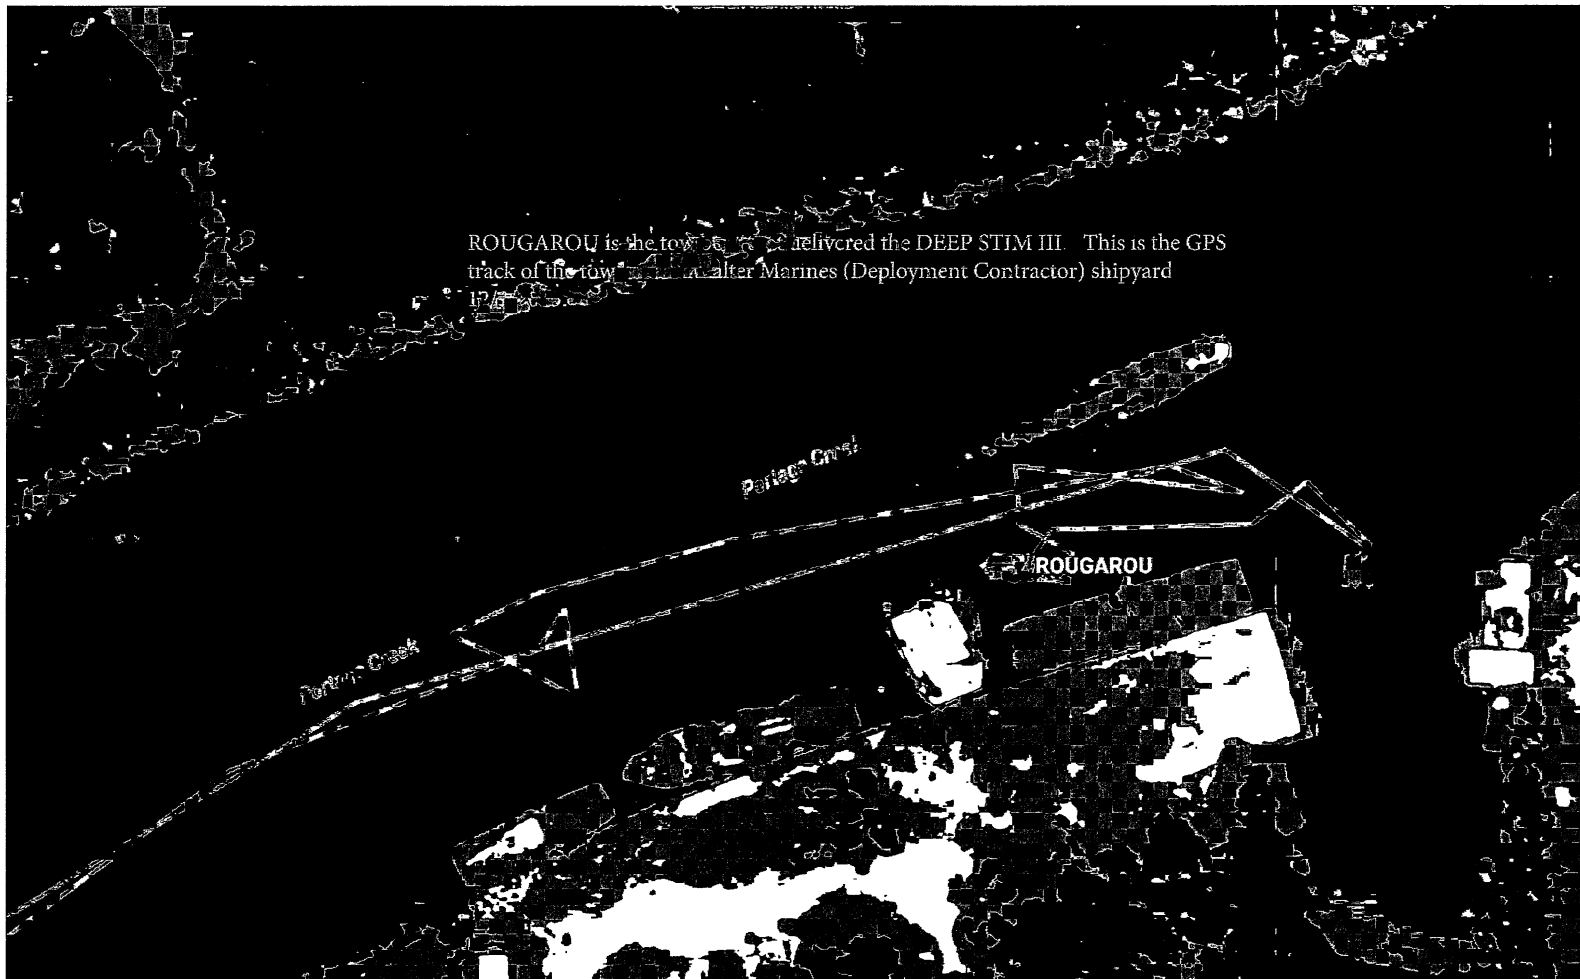 ROUGAROU is the delivered the DEEP STIM III. This is the GPS
track of the tow Walter Marines (Deployment Contractor) shipyard
Portage Creek
ROUGAROU
Portage Creek